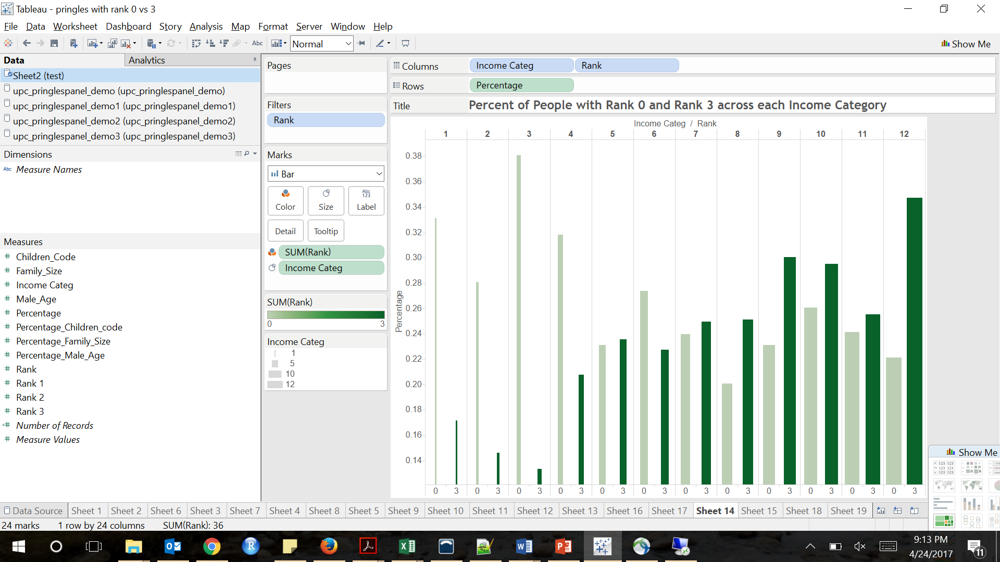 Tableau - pringles with rank 0 vs 3
File Data Worksheet Dashboard Story Analysis Map Format Server Window Help
Abc Normal Show Me
Data Analytics
Sheet2 (test)
upc_pringlespanel_demo (upc_pringlespanel_demo)
upc_pringlespanel_demo1 (upc_pringlespanel_demo1)
upc_pringlespanel_demo2 (upc_pringlespanel_demo2)
upc_pringlespanel_demo3 (upc_pringlespanel_demo3)
Dimensions
Abc Measure Names
Measures
# Children_Code
# Family_Size
# Income Categ
# Male_Age
# Percentage
# Percentage_Children_code
# Percentage_Family_Size
# Percentage_Male_Age
# Rank
# Rank 1
# Rank 2
# Rank 3
=# Number of Records
# Measure Values
Pages
Filters
Rank
Marks
Bar
Color Size Abc 123 Label
Detail Tooltip
SUM(Rank)
Income Categ
SUM(Rank)
0 3
Income Categ
1
5
10
12
Columns Income Categ Rank
Rows Percentage
Title Percent of People with Rank 0 and Rank 3 across each Income Category
Income Categ / Rank
1 2 3 4 5 6 7 8 9 10 11 12
Percentage
0.38
0.36
0.34
0.32
0.30
0.28
0.26
0.24
0.22
0.20
0.18
0.16
0.14
0 3 0 3 0 3 0 3 0 3 0 3 0 3 0 3 0 3 0 3 0 3 0 3
Show Me
123 123
123 123
123 123
Data Source Sheet 1 Sheet 2 Sheet 6 Sheet 3 Sheet 7 Sheet 4 Sheet 8 Sheet 5 Sheet 9 Sheet 10 Sheet 11 Sheet 12 Sheet 13 Sheet 16 Sheet 17 Sheet 14 Sheet 15 Sheet 18 Sheet 19
24 marks 1 row by 24 columns SUM(Rank): 36
9:13 PM
4/24/2017
11